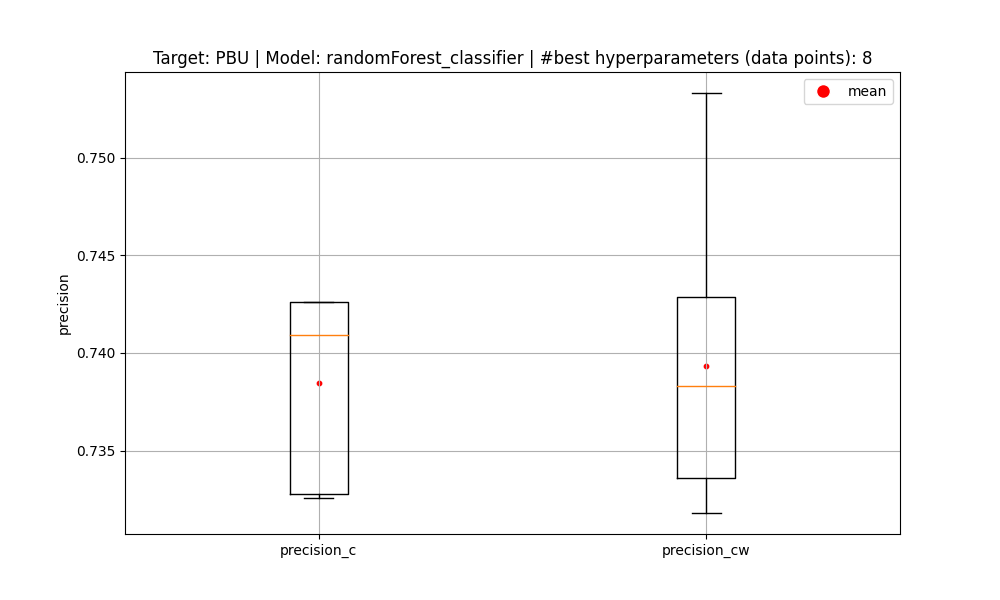 Target: PBU | Model: randomForest_classifier | #best hyperparameters (data points): 8
mean
0.750
0.745
0.740
0.735
precision
precision_c
precision_cw